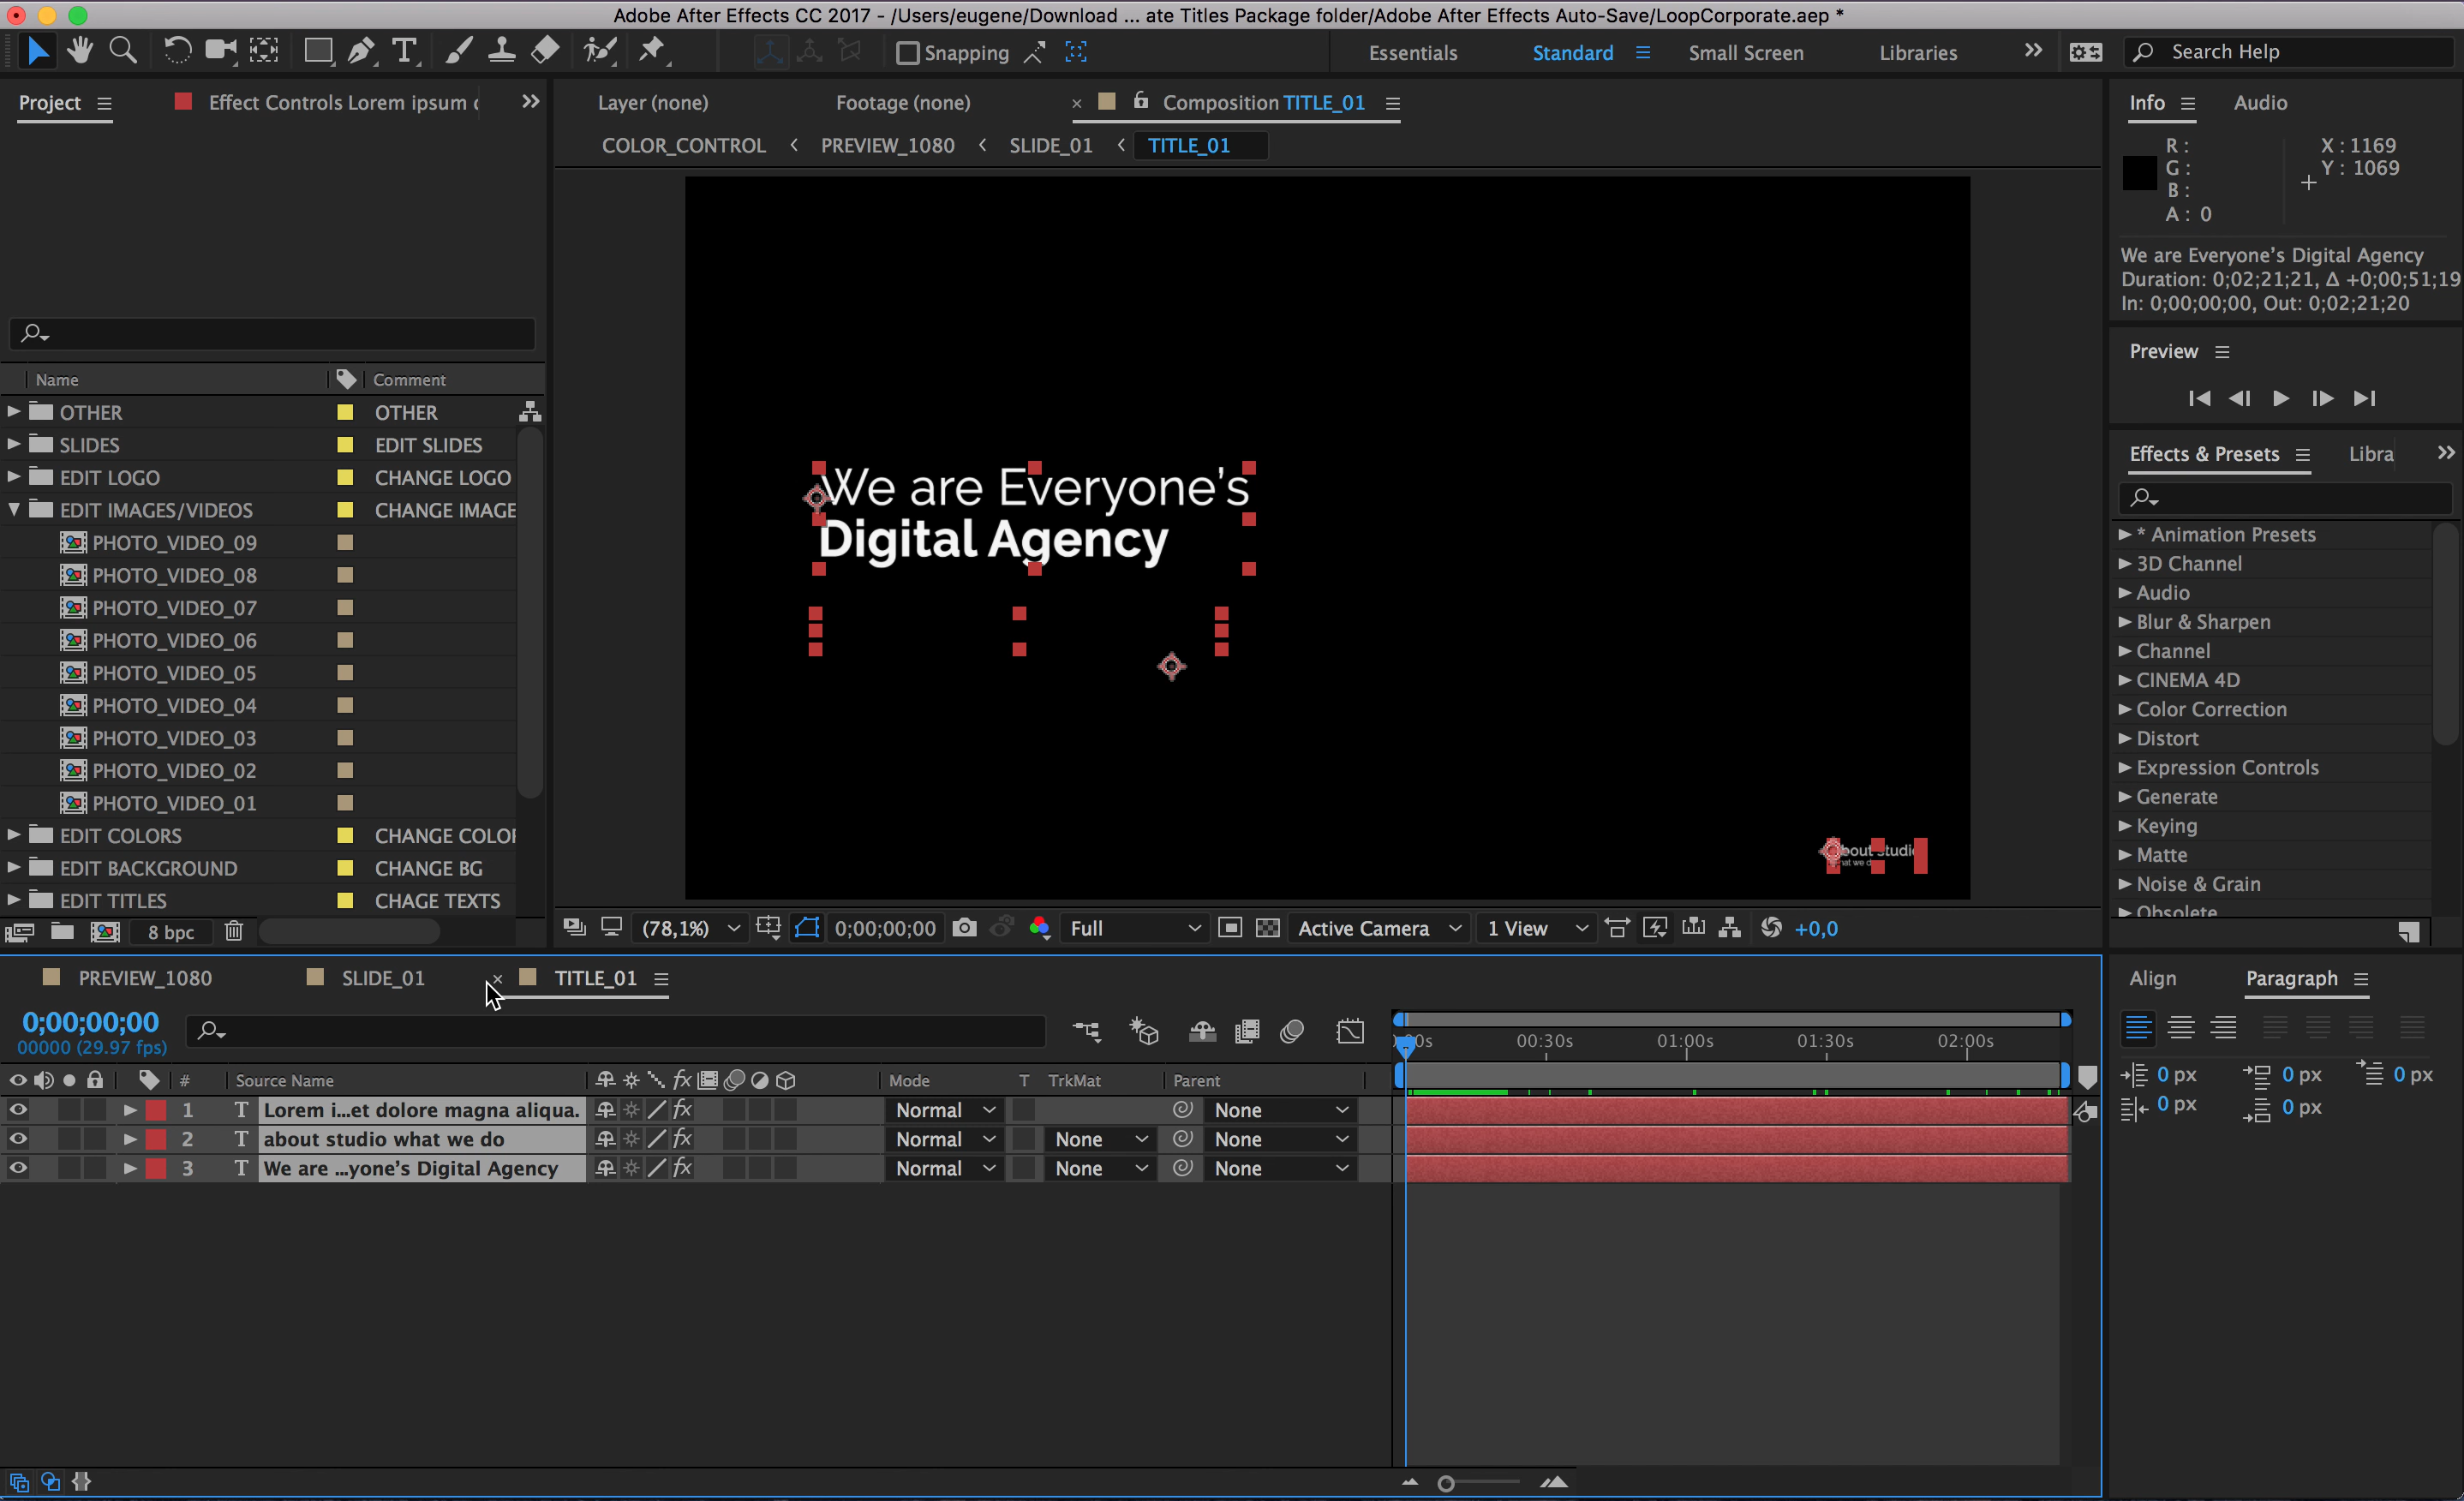 Adobe After Effects CC 2017 - /Users/eugene/Download ... ate Titles Package folder/Adobe After Effects Auto-Save/LoopCorporate.aep *
Snapping
Essentials
Standard
Small Screen
Libraries
Search Help
Project
Effect Controls Lorem ipsum
Layer (none)
Footage (none)
Composition TITLE_01
Info
Audio
COLOR_CONTROL
PREVIEW_1080
SLIDE_01
TITLE_01
R :
G :
B :
A : 0
X : 1169
Y : 1069
We are Everyone's Digital Agency
Duration: 0;02;21;21, Δ +0;00;51;19
In: 0;00;00;00, Out: 0;02;21;20
Preview
Name
Comment
OTHER OTHER
SLIDES EDIT SLIDES
EDIT LOGO CHANGE LOGO
EDIT IMAGES/VIDEOS CHANGE IMAGE
PHOTO_VIDEO_09
PHOTO_VIDEO_08
PHOTO_VIDEO_07
PHOTO_VIDEO_06
PHOTO_VIDEO_05
PHOTO_VIDEO_04
PHOTO_VIDEO_03
PHOTO_VIDEO_02
PHOTO_VIDEO_01
EDIT COLORS CHANGE COLOR
EDIT BACKGROUND CHANGE BG
EDIT TITLES CHAGE TEXTS
8 bpc
We are Everyone's
Digital Agency
bout studi
(78,1%)
0;00;00;00
Full
Active Camera
1 View
+0,0
Effects & Presets
Libra
* Animation Presets
3D Channel
Audio
Blur & Sharpen
Channel
CINEMA 4D
Color Correction
Distort
Expression Controls
Generate
Keying
Matte
Noise & Grain
Obsolete
PREVIEW_1080
SLIDE_01
TITLE_01
0;00;00;00
00000 (29.97 fps)
00:30s
01:00s
01:30s
02:00s
# Source Name
Mode
T TrkMat
Parent
1 T Lorem i...et dolore magna aliqua. fx Normal None
2 T about studio what we do fx Normal None None
3 T We are ...yone's Digital Agency fx Normal None None
Align
Paragraph
0 px 0 px 0 px
0 px 0 px